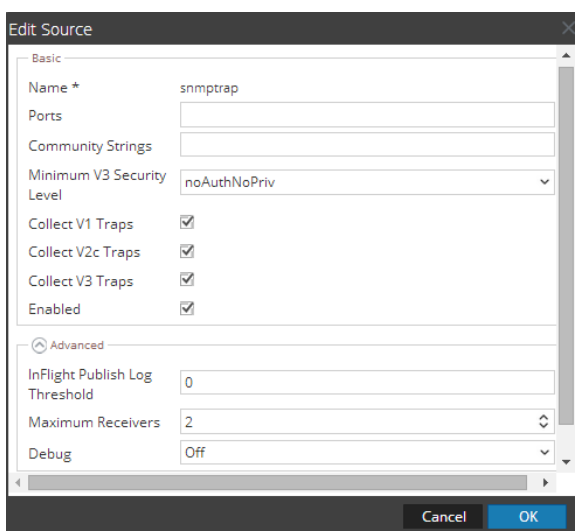 Edit Source
Basic
Name * snmptrap
Ports
Community Strings
Minimum V3 Security
Level
noAuthNoPriv
Collect V1 Traps
Collect V2c Traps
Collect V3 Traps
Enabled
Advanced
InFlight Publish Log
Threshold
0
Maximum Receivers 2
Debug Off
Cancel OK